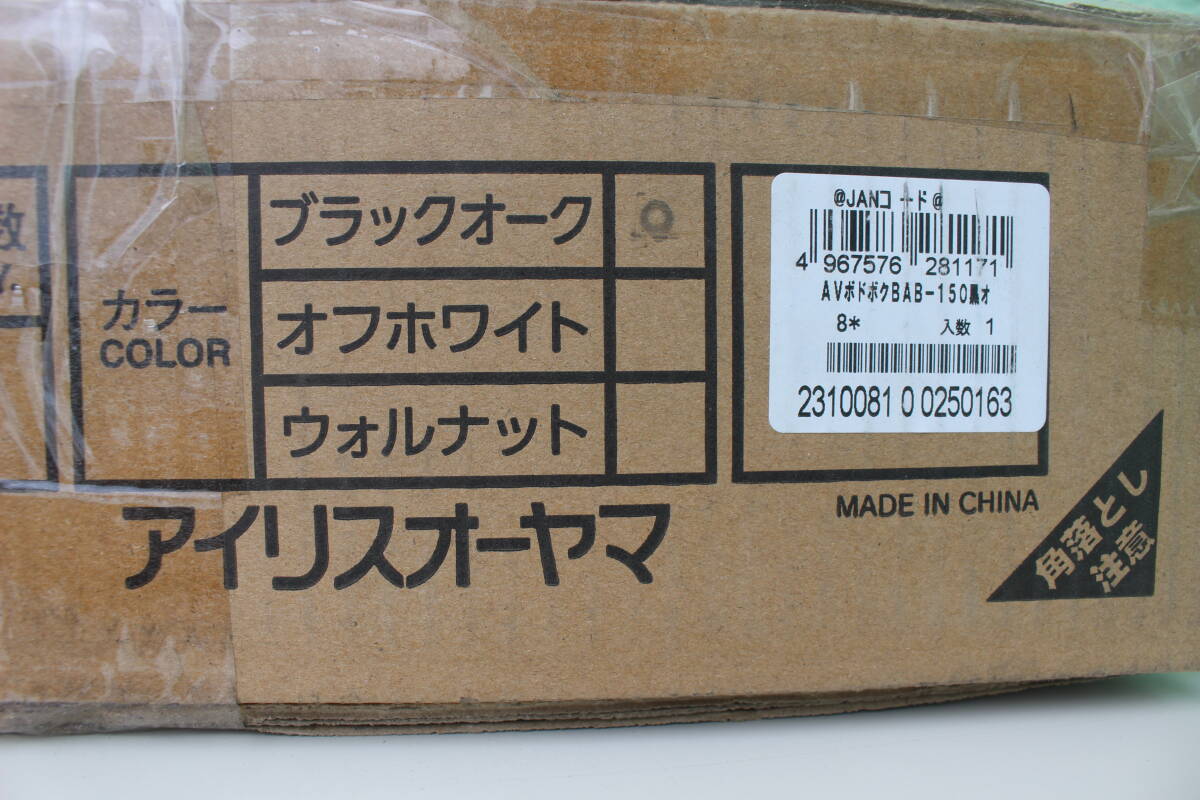 数
カラー
COLOR
ブラックオーク
オフホワイト
ウォルナット
アイリスオーヤマ
@JANコード@
4 967576 281171
AVボドボクBAB-150黒オ
8* 入数 1
2310081 0 0250163
MADE IN CHINA
角落とし
注意